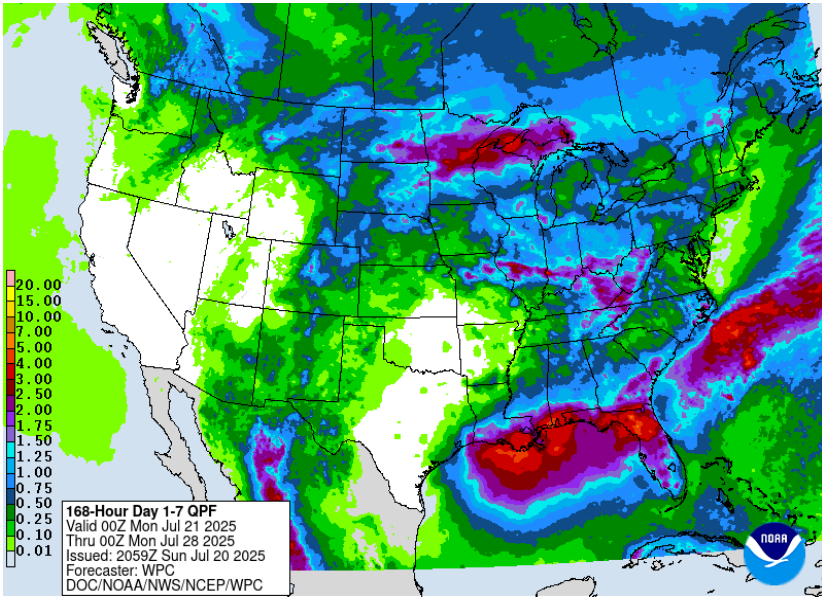 20.00
15.00
10.00
7.00
5.00
4.00
3.00
2.50
2.00
1.75
1.50
1.25
1.00
0.75
0.50
0.25
0.10
0.01
168-Hour Day 1-7 QPF
Valid 00Z Mon Jul 21 2025
Thru 00Z Mon Jul 28 2025
Issued: 2059Z Sun Jul 20 2025
Forecaster: WPC
DOC/NOAA/NWS/NCEP/WPC
NOAA